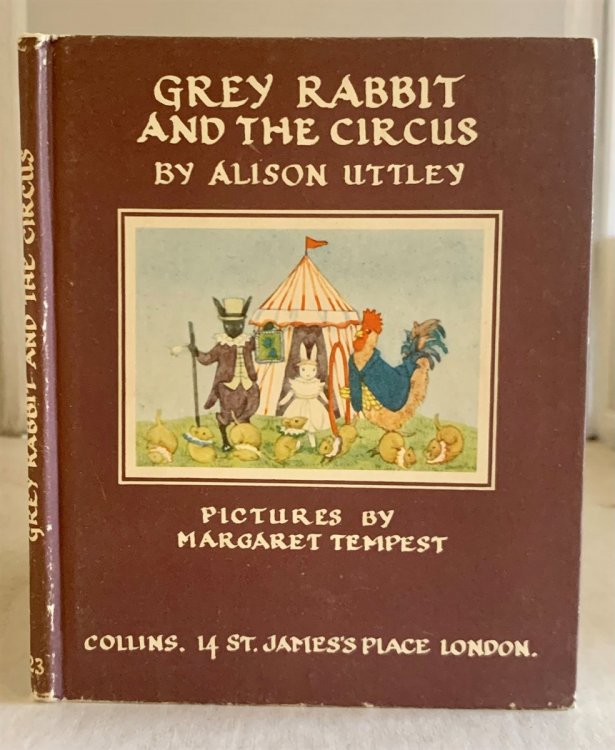 GREY RABBIT
AND THE CIRCUS
BY ALISON UTTLEY
PICTURES BY
MARGARET TEMPEST
COLLINS. 14 ST. JAMES'S PLACE LONDON.
GREY RABBIT AND THE CIRCUS
23